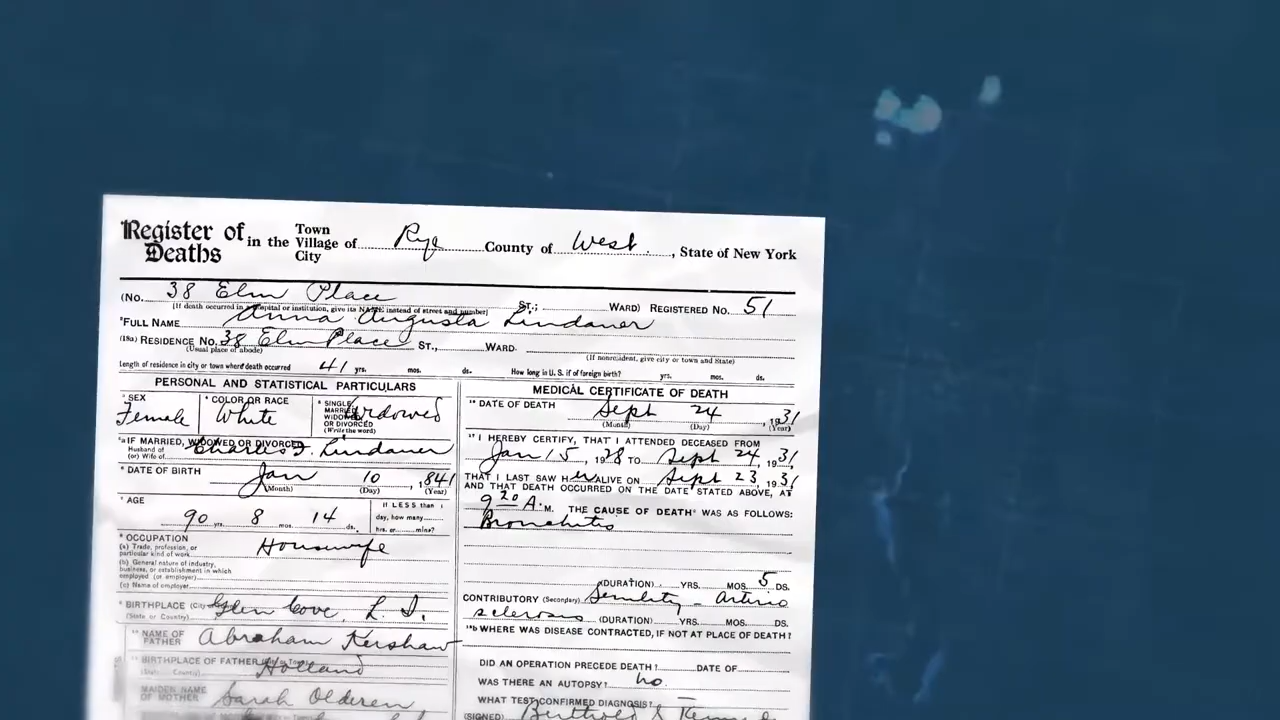 Register of Deaths in the Town Village City of Rye County of West, State of New York
(No. 38 Elm Place St.; Ward) Registered No. 51
(If death occurred in a hospital or institution, give its NAME instead of street and number)
FULL NAME Anna Augusta Lindauer
(18a) RESIDENCE No. 38 Elm Place St., WARD
(Usual place of abode) (If nonresident, give city or town and State)
Length of residence in city or town where death occurred 41 yrs. mos. ds. How long in U. S. if of foreign birth? yrs. mos. ds.
PERSONAL AND STATISTICAL PARTICULARS
SEX Female
COLOR OR RACE White
SINGLE MARRIED WIDOWED OR DIVORCED (Write the word) Widowed
IF MARRIED, WIDOWED OR DIVORCED
Husband of (or) Wife of Charles F. Lindauer
DATE OF BIRTH Jan 10, 1841
(Month) (Day) (Year)
AGE 90 yrs. 8 mos. 14 ds.
If LESS than 1 day, how many hrs. or mins?
OCCUPATION Housewife
(a) Trade, profession, or particular kind of work
(b) General nature of industry, business, or establishment in which employed (or employer)
(c) Name of employer
BIRTHPLACE (City) Glen Cove, L. I.
(State or Country)
NAME OF FATHER Abraham Kershaw
BIRTHPLACE OF FATHER Holland
(State Country)
MAIDEN NAME OF MOTHER Sarah Olderen
MEDICAL CERTIFICATE OF DEATH
DATE OF DEATH Sept 24, 1931
(Month) (Day) (Year)
I HEREBY CERTIFY, THAT I ATTENDED DECEASED FROM
Jan 15, 1928 TO Sept 24, 1931,
THAT I LAST SAW Her ALIVE ON Sept 23, 1931
AND THAT DEATH OCCURRED ON THE DATE STATED ABOVE, AT
9 20 A. M. THE CAUSE OF DEATH WAS AS FOLLOWS:
Bronchitis
(DURATION) YRS. MOS. 5 DS.
CONTRIBUTORY (Secondary) Senility - Arterio
sclerosis (DURATION) YRS. MOS. DS.
WHERE WAS DISEASE CONTRACTED, IF NOT AT PLACE OF DEATH?
DID AN OPERATION PRECEDE DEATH? DATE OF
WAS THERE AN AUTOPSY? no.
WHAT TEST CONFIRMED DIAGNOSIS? —
(SIGNED)